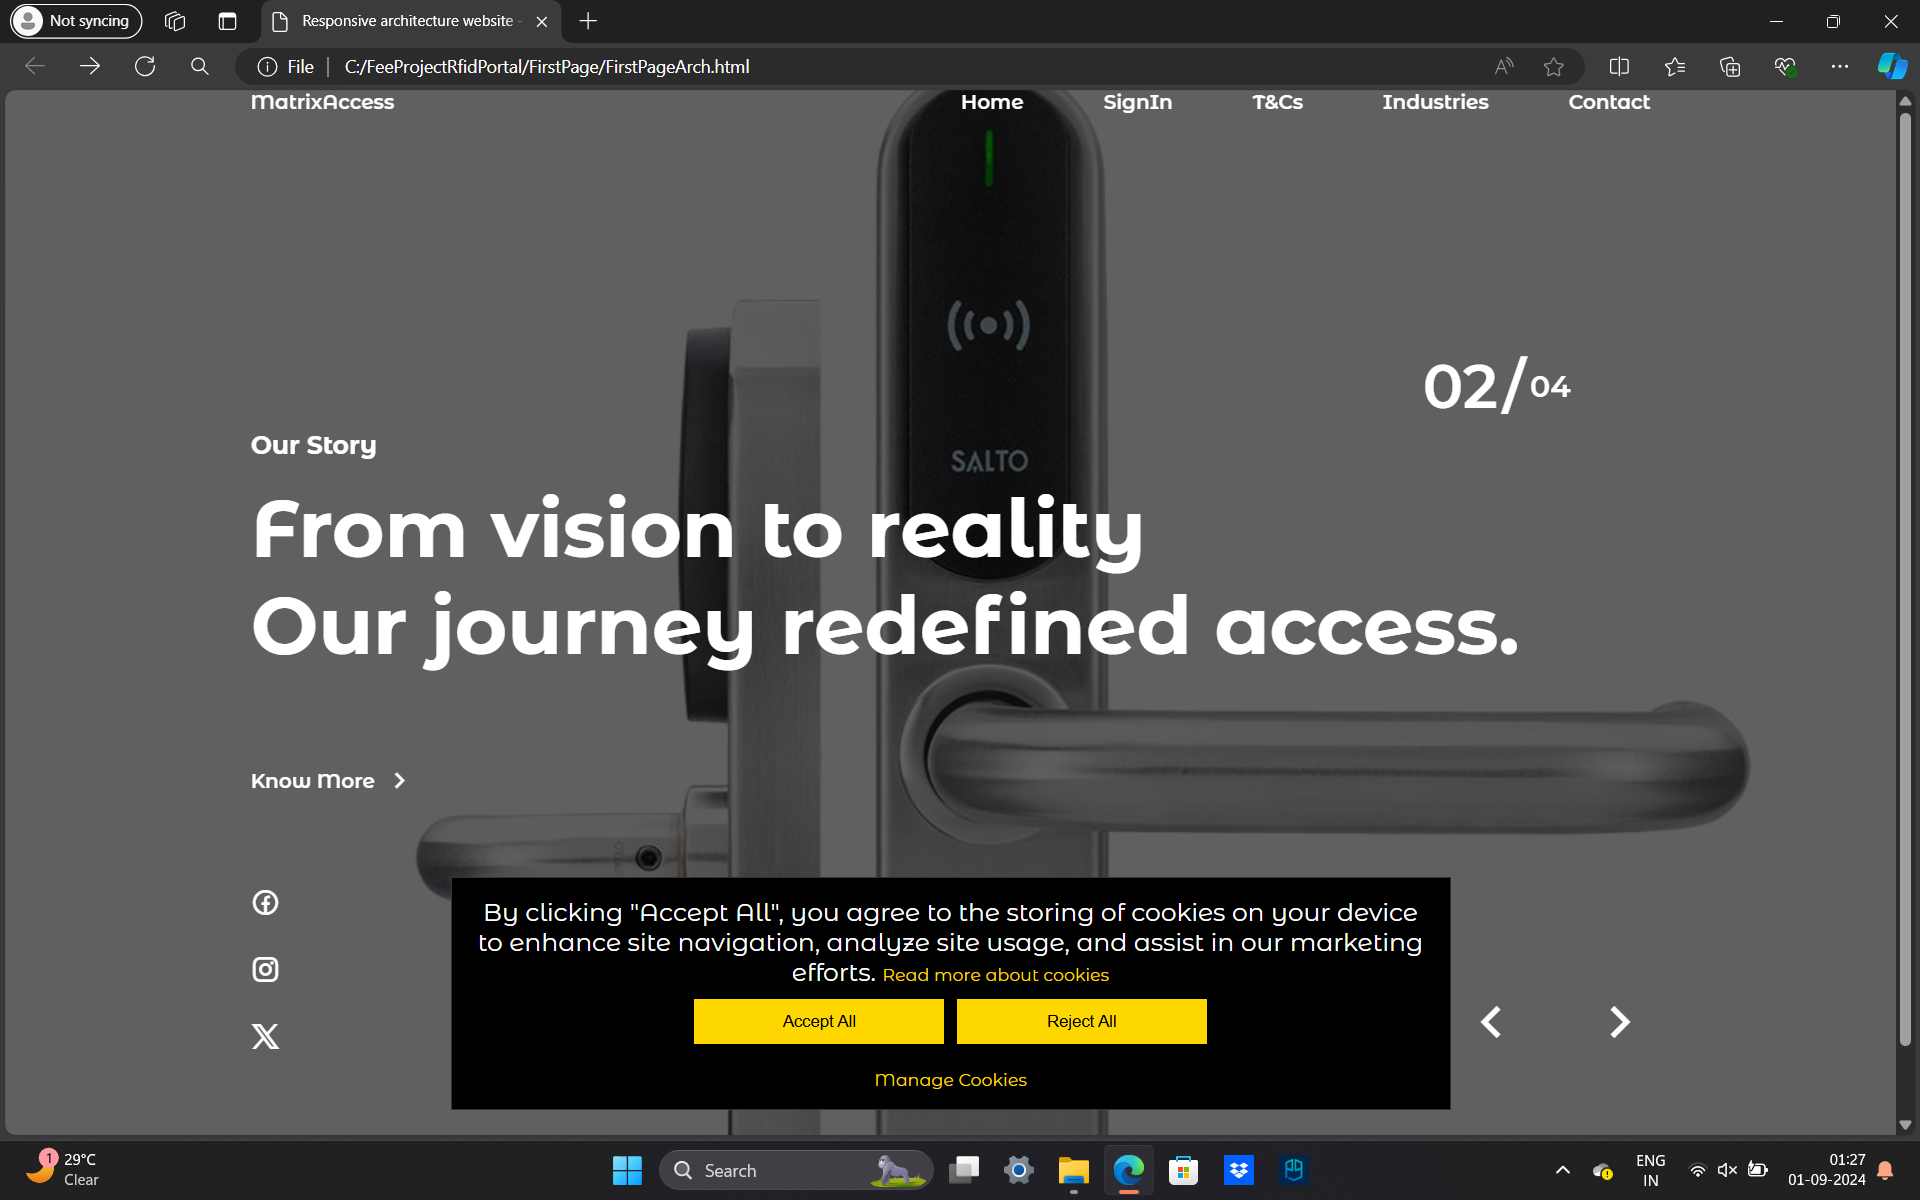 Not syncing
Responsive architecture website -
File
C:/FeeProjectRfidPortal/FirstPage/FirstPageArch.html
MatrixAccess
Home SignIn T&Cs Industries Contact
02/04
SALTO
Our Story
From vision to reality
Our journey redefined access.
Know More
By clicking "Accept All", you agree to the storing of cookies on your device
to enhance site navigation, analyze site usage, and assist in our marketing
efforts. Read more about cookies
Accept All Reject All
Manage Cookies
1
29°C
Clear
Search
ENG
IN
01:27
01-09-2024